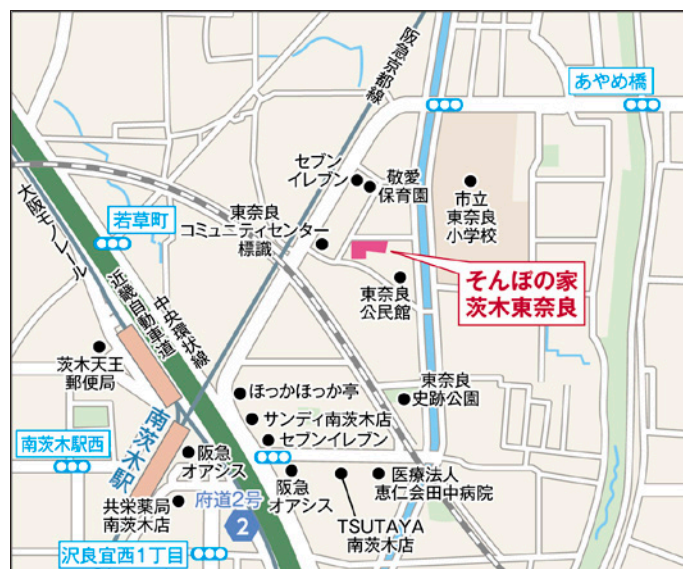 阪急京都線
あやめ橋
セブン
イレブン
敬愛
保育園
市立
東奈良
小学校
大阪モノレール
若草町
東奈良
コミュニティセンター
標識
近畿自動車道
中央環状線
東奈良
公民館
そんぽの家
茨木東奈良
茨木天王
郵便局
ほっかほっか亭
東奈良
史跡公園
サンディ南茨木店
セブンイレブン
南茨木駅
南茨木駅西
阪急
オアシス
阪急
オアシス
医療法人
恵仁会田中病院
共栄薬局
南茨木店
府道2号
2
TSUTAYA
南茨木店
沢良宜西1丁目